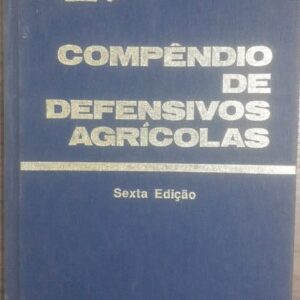 COMPÊNDIO
DE
DEFENSIVOS
AGRÍCOLAS
Sexta Edição